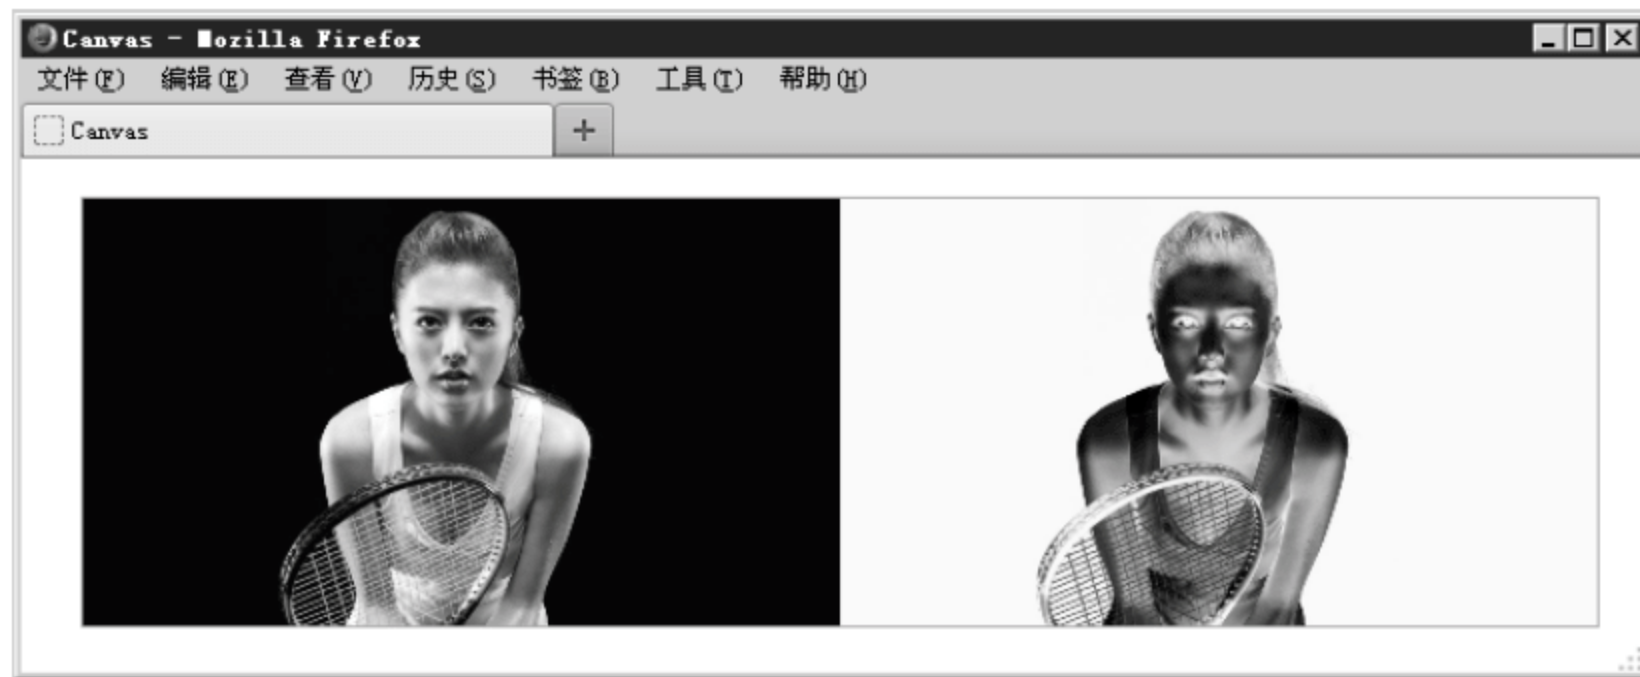 Canvas - Mozilla Firefox
文件(F) 编辑(E) 查看(V) 历史(S) 书签(B) 工具(T) 帮助(H)
Canvas